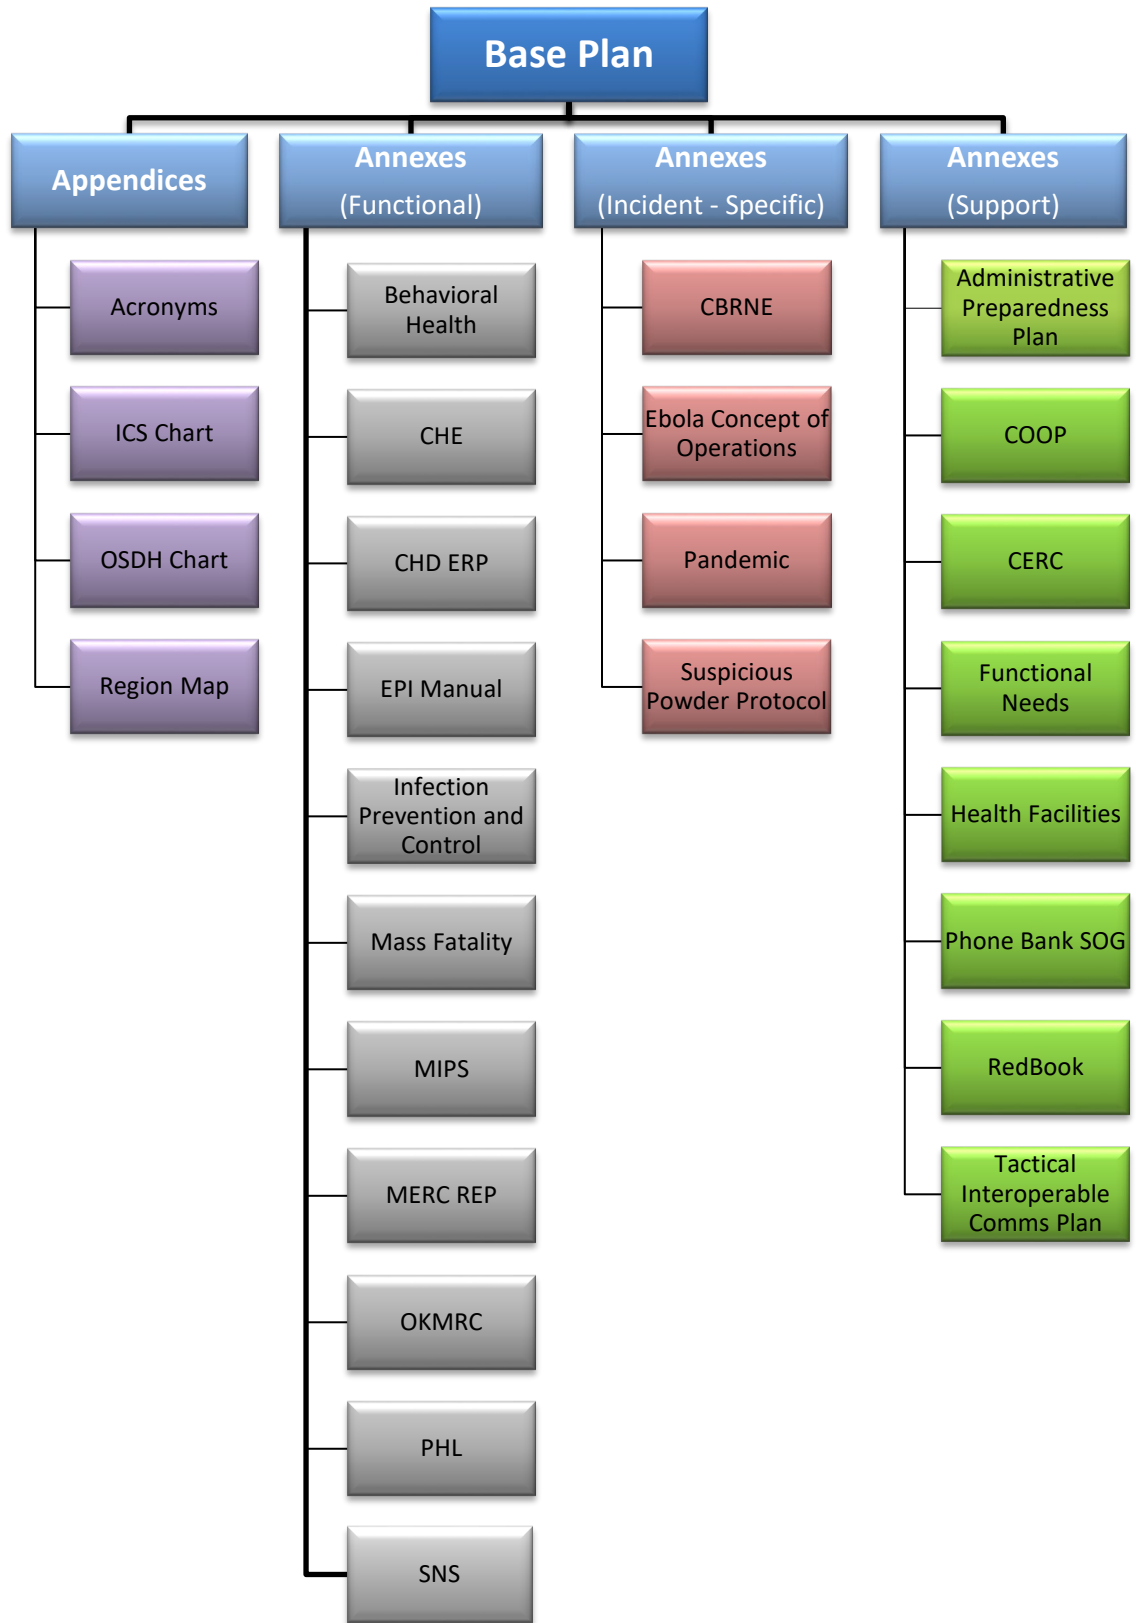 Base Plan
Appendices
Acronyms
ICS Chart
OSDH Chart
Region Map
Annexes
(Functional)
Behavioral
Health
CHE
CHD ERP
EPI Manual
Infection
Prevention and
Control
Mass Fatality
MIPS
MERC REP
OKMRC
PHL
SNS
Annexes
(Incident - Specific)
CBRNE
Ebola Concept of
Operations
Pandemic
Suspicious
Powder Protocol
Annexes
(Support)
Administrative
Preparedness
Plan
COOP
CERC
Functional
Needs
Health Facilities
Phone Bank SOG
RedBook
Tactical
Interoperable
Comms Plan